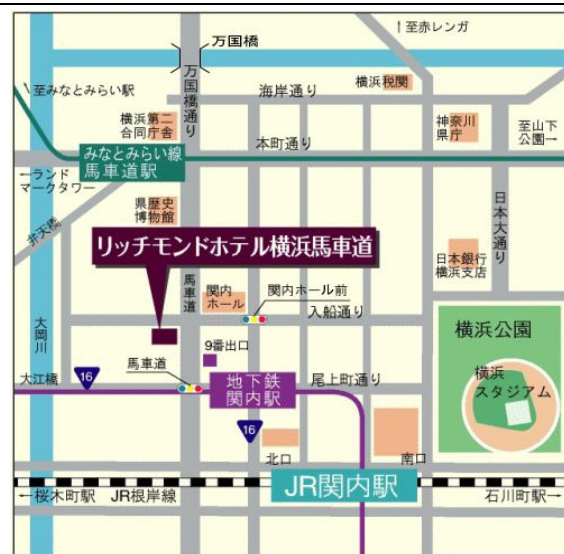 ↑至赤レンガ
万国橋
万国橋通り
横浜税関
↖至みなとみらい駅
海岸通り
横浜第二
合同庁舎
神奈川
県庁
至山下
公園→
本町通り
みなとみらい線
馬車道駅
←ランド
マークタワー
県歴史
博物館
日本大通り
弁天橋
リッチモンドホテル横浜馬車道
日本銀行
横浜支店
馬車道
関内
ホール
関内ホール前
入船通り
大岡川
横浜公園
9番出口
馬車道
横浜
スタジアム
大江橋
16
地下鉄
関内駅
尾上町通り
16
北口
南口
JR関内駅
←桜木町駅
JR根岸線
石川町駅→